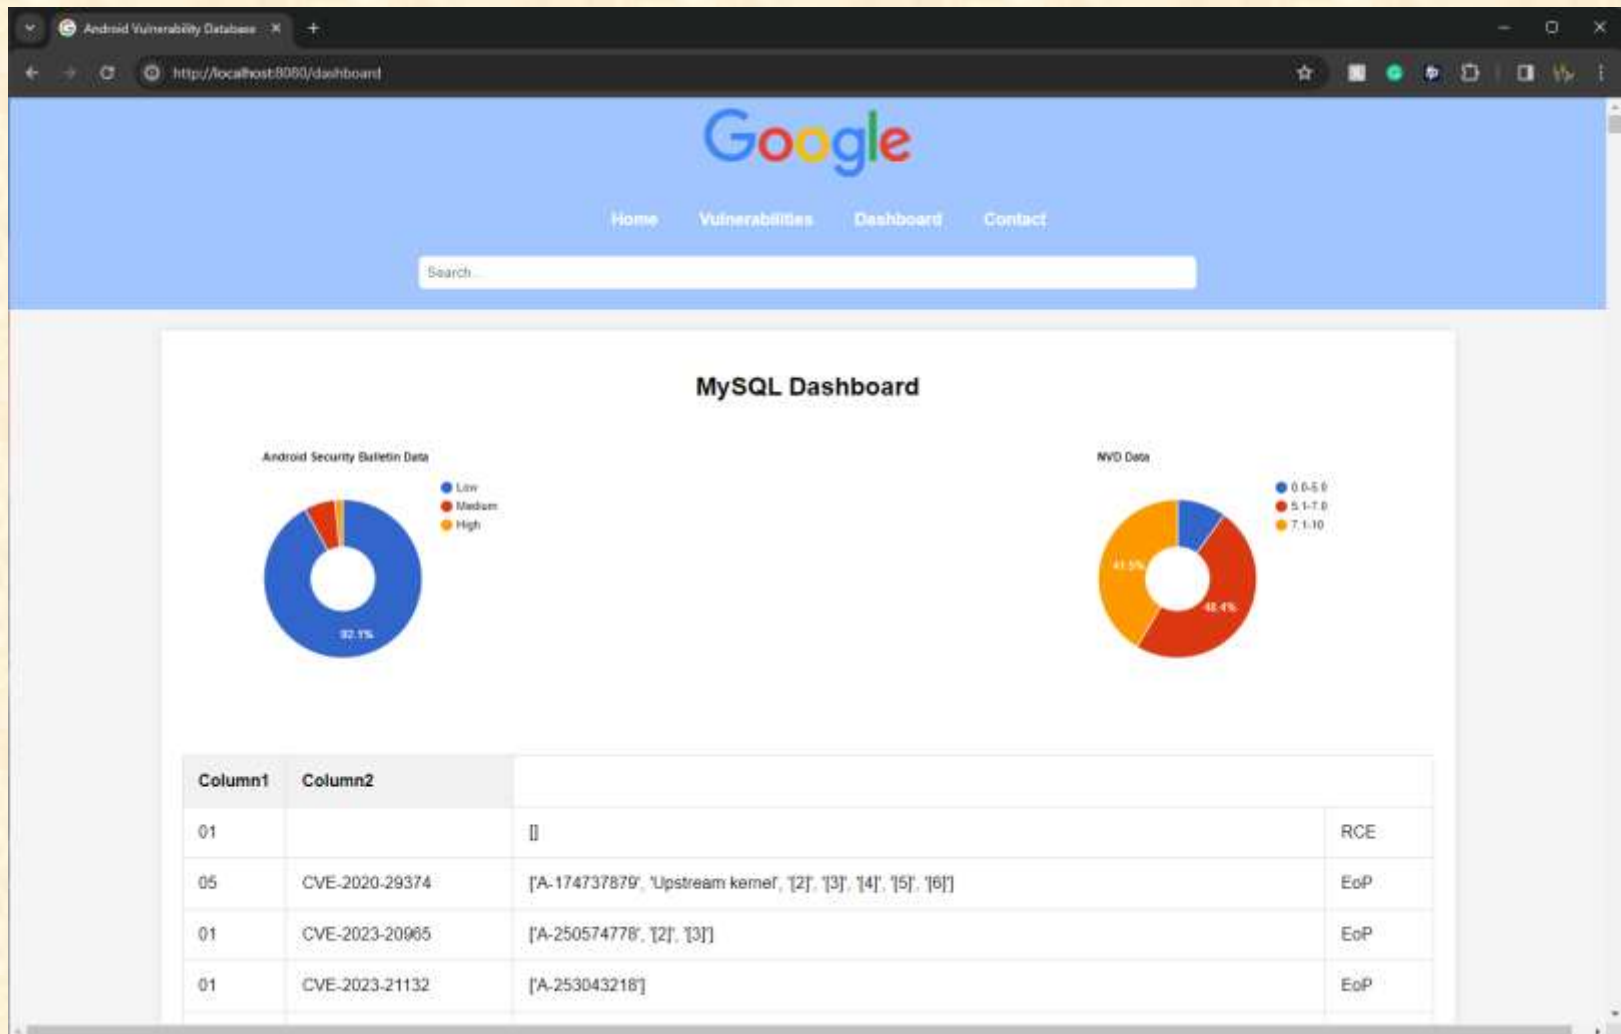 Android Vulnerability Database
http://localhost:8080/dashboard
Google
Home Vulnerabilities Dashboard Contact
Search...
MySQL Dashboard
Android Security Bulletin Data
Low
Medium
High
92.1%
NVD Data
0.0-5.0
5.1-7.0
7.1-10
41.5%
48.4%
Column1 Column2
01 [] RCE
05 CVE-2020-29374 ['A-174737879', 'Upstream kernel', '[2]', '[3]', '[4]', '[5]', '[6]'] EoP
01 CVE-2023-20965 ['A-250574778', '[2]', '[3]'] EoP
01 CVE-2023-21132 ['A-253043218'] EoP